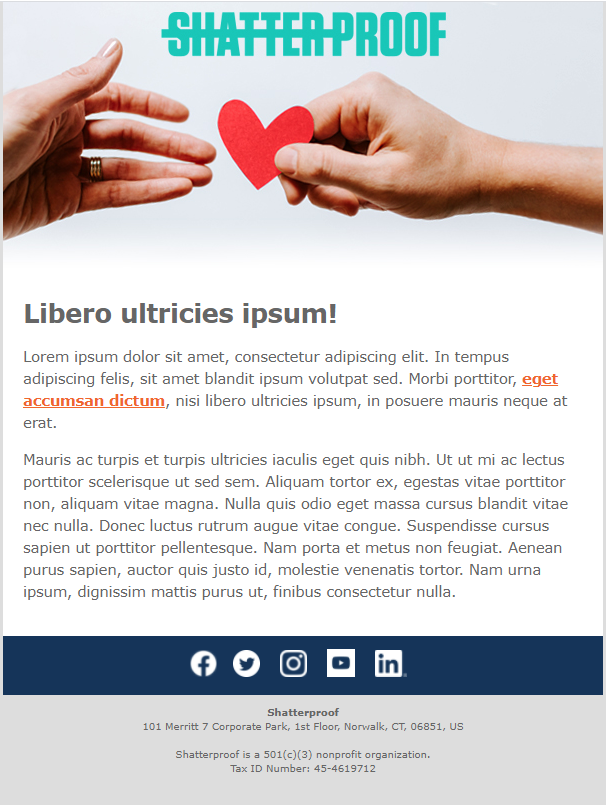 SHATTERPROOF
Libero ultricies ipsum!
Lorem ipsum dolor sit amet, consectetur adipiscing elit. In tempus
adipiscing felis, sit amet blandit ipsum volutpat sed. Morbi porttitor, eget
accumsan dictum, nisi libero ultricies ipsum, in posuere mauris neque at
erat.
Mauris ac turpis et turpis ultricies iaculis eget quis nibh. Ut ut mi ac lectus
porttitor scelerisque ut sed sem. Aliquam tortor ex, egestas vitae porttitor
non, aliquam vitae magna. Nulla quis odio eget massa cursus blandit vitae
nec nulla. Donec luctus rutrum augue vitae congue. Suspendisse cursus
sapien ut porttitor pellentesque. Nam porta et metus non feugiat. Aenean
purus sapien, auctor quis justo id, molestie venenatis tortor. Nam urna
ipsum, dignissim mattis purus ut, finibus consectetur nulla.
in
Shatterproof
101 Merritt 7 Corporate Park, 1st Floor, Norwalk, CT, 06851, US
Shatterproof is a 501(c)(3) nonprofit organization.
Tax ID Number: 45-4619712